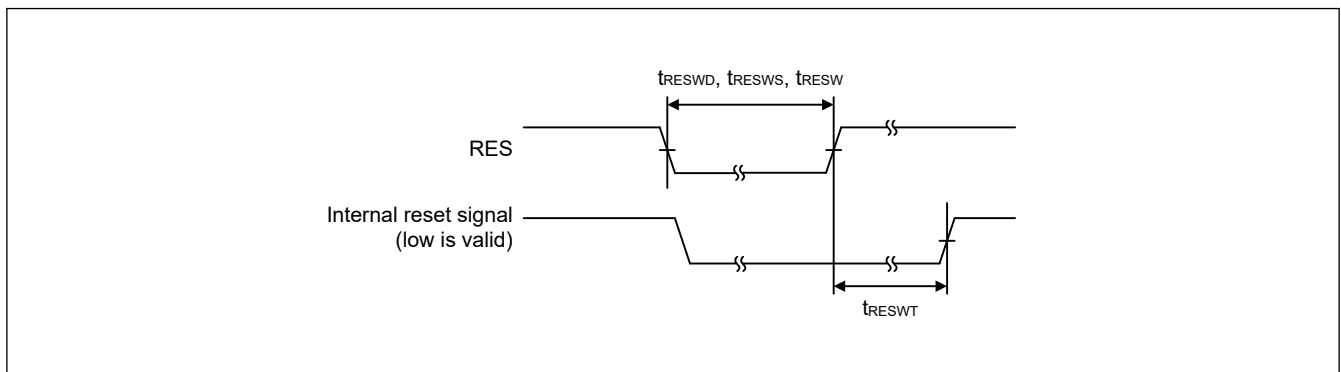 tRESWD, tRESWS, tRESW
RES
Internal reset signal
(low is valid)
tRESWT